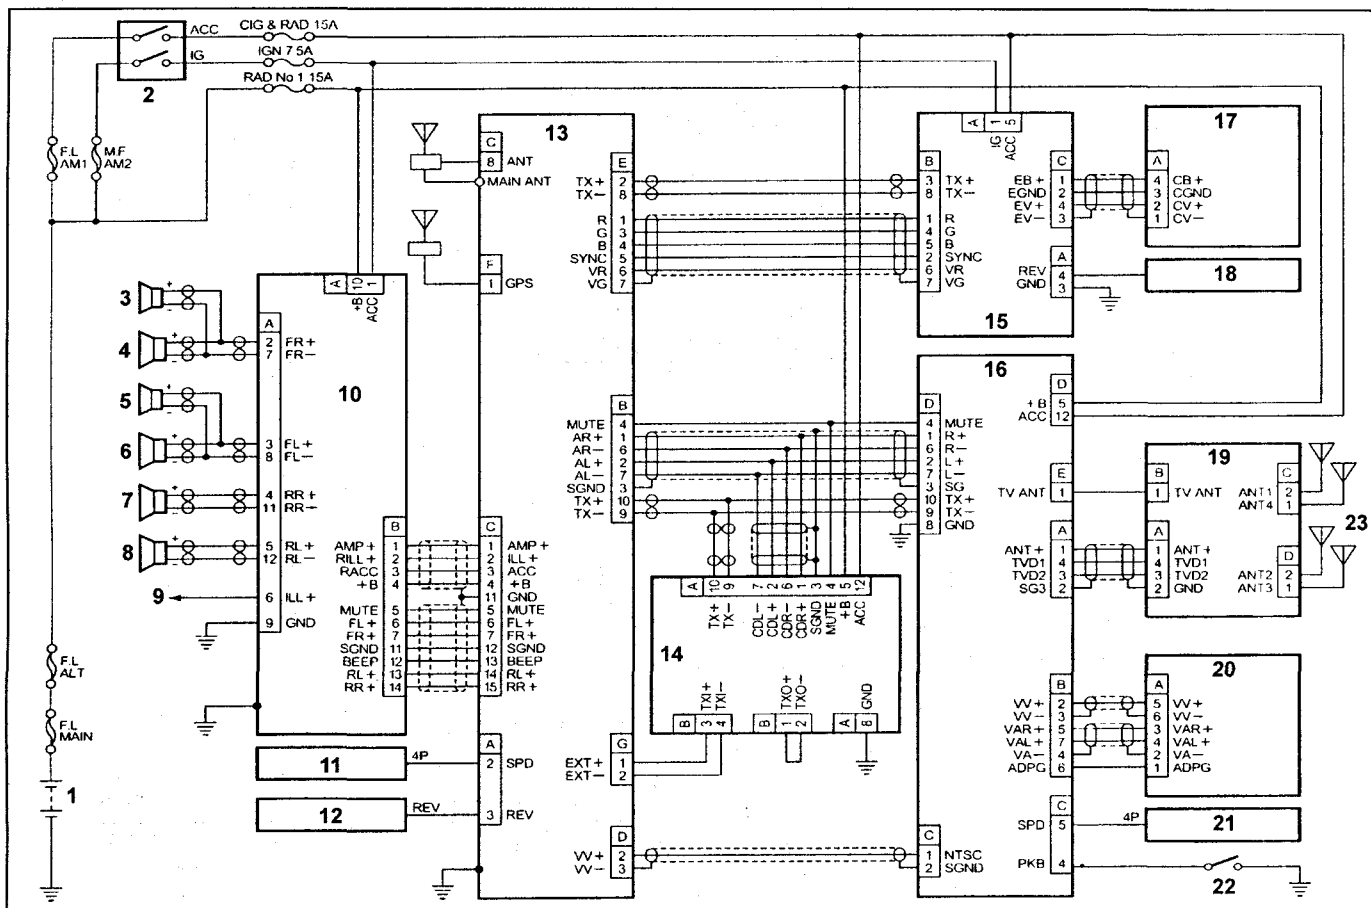 ACC
CIG & RAD 15A
IG
IGN 7.5A
RAD No 1 15A
2
F.L
AM1
M.F
AM2
F.L
ALT
F.L
MAIN
1
3
4
5
6
7
8
9
10
A
10
1
+B
ACC
A
2 FR+
7 FR−
3 FL+
8 FL−
4 RR+
11 RR−
5 RL+
12 RL−
6 ILL+
9 GND
B
AMP+ 1
RILL+ 2
RACC 3
+B 4
MUTE 5
FL+ 6
FR+ 7
SGND 11
BEEP 12
RL+ 13
RR+ 14
11
4P
12
REV
13
C
8 ANT
MAIN ANT
F
1 GPS
C
1 AMP+
2 ILL+
3 ACC
4 +B
11 GND
5 MUTE
6 FL+
7 FR+
12 SGND
13 BEEP
14 RL+
15 RR+
A
2 SPD
3 REV
E
TX+ 2
TX− 8
R 1
G 3
B 4
SYNC 5
VR 6
VG 7
B
MUTE 4
AR+ 1
AR− 6
AL+ 2
AL− 7
SGND 3
TX+ 10
TX− 9
G
EXT+ 1
EXT− 2
D
VV+ 2
VV− 3
14
A
10 9 7 2 6 1 3 4 5 12
TX+
TX−
CDL−
CDL+
CDR−
CDR+
SGND
MUTE
+B
ACC
TXI+
TXI−
B 3 4
TXO+
TXO−
B 1 2
GND
A 8
15
A 1 5
IG
ACC
B
3 TX+
8 TX−
1 R
4 G
5 B
2 SYNC
6 VR
7 VG
C
EB+ 1
EGND 2
EV+ 4
EV− 3
A
REV 4
GND 3
16
D
+B 5
ACC 12
D
4 MUTE
1 R+
6 R−
2 L+
7 L−
3 SG
10 TX+
9 TX−
8 GND
E
TV ANT 1
A
ANT+ 1
TVD1 4
TVD2 3
SG3 2
B
VV+ 2
VV− 3
VAR+ 5
VAL+ 7
VA− 4
ADPG 6
C
SPD 5
PKB 4
C
1 NTSC
2 SGND
17
A
4 CB+
3 CGND
2 CV+
1 CV−
18
19
B
1 TV ANT
A
1 ANT+
4 TVD1
3 TVD2
2 GND
C
ANT1 2
ANT4 1
D
ANT2 2
ANT3 1
23
20
A
5 VV+
6 VV−
3 VAR+
4 VAL+
2 VA−
1 ADPG
4P
21
22